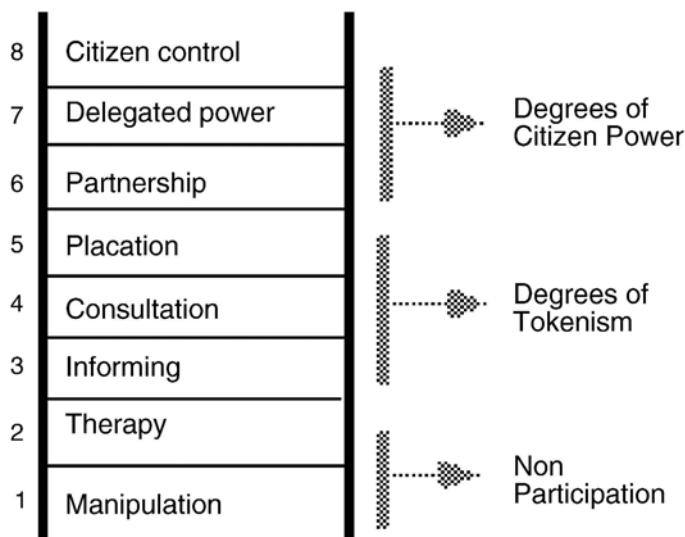 8 Citizen control
7 Delegated power
6 Partnership
5 Placation
4 Consultation
3 Informing
2 Therapy
1 Manipulation
Degrees of
Citizen Power
Degrees of
Tokenism
Non
Participation